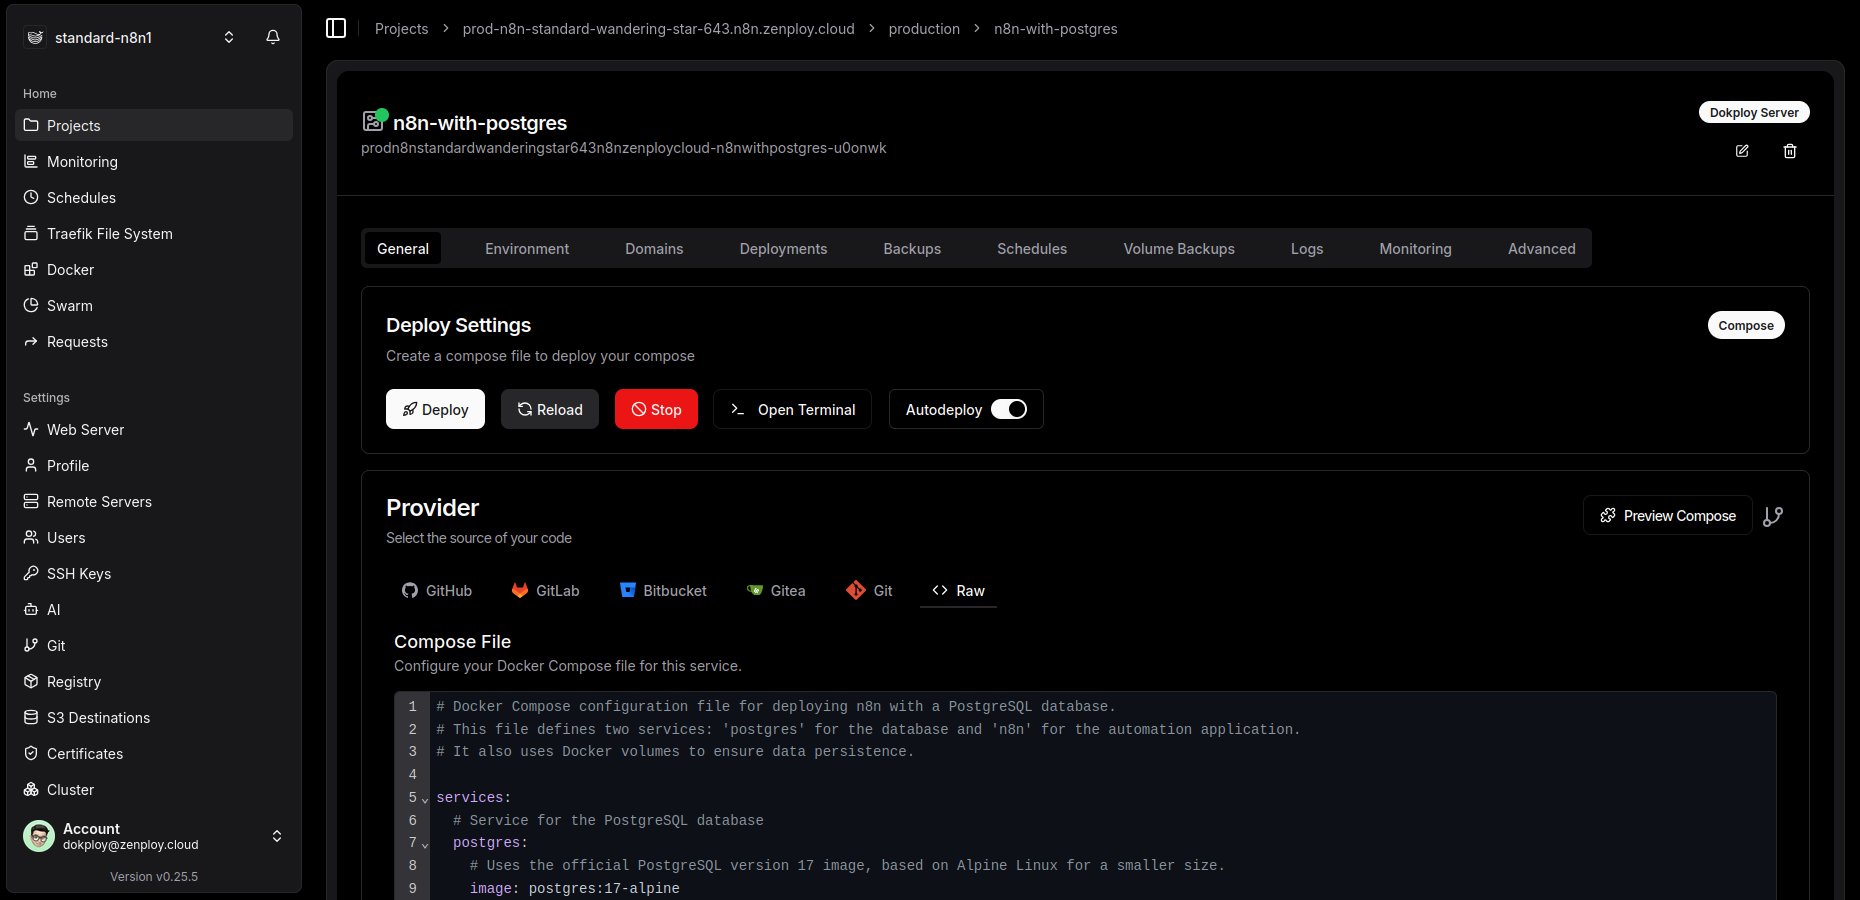 standard-n8n1
Home
Projects
Monitoring
Schedules
Traefik File System
Docker
Swarm
Requests
Settings
Web Server
Profile
Remote Servers
Users
SSH Keys
AI
Git
Registry
S3 Destinations
Certificates
Cluster
Account
dokploy@zenploy.cloud
Version v0.25.5
Projects > prod-n8n-standard-wandering-star-643.n8n.zenploy.cloud > production > n8n-with-postgres
n8n-with-postgres
prodn8nstandardwanderingstar643n8nzenploycloud-n8nwithpostgres-u0onwk
Dokploy Server
General Environment Domains Deployments Backups Schedules Volume Backups Logs Monitoring Advanced
Deploy Settings
Compose
Create a compose file to deploy your compose
Deploy Reload Stop Open Terminal Autodeploy
Provider
Select the source of your code
Preview Compose
GitHub GitLab Bitbucket Gitea Git Raw
Compose File
Configure your Docker Compose file for this service.
1 # Docker Compose configuration file for deploying n8n with a PostgreSQL database.
2 # This file defines two services: 'postgres' for the database and 'n8n' for the automation application.
3 # It also uses Docker volumes to ensure data persistence.
4
5 services:
6 # Service for the PostgreSQL database
7 postgres:
8 # Uses the official PostgreSQL version 17 image, based on Alpine Linux for a smaller size.
9 image: postgres:17-alpine